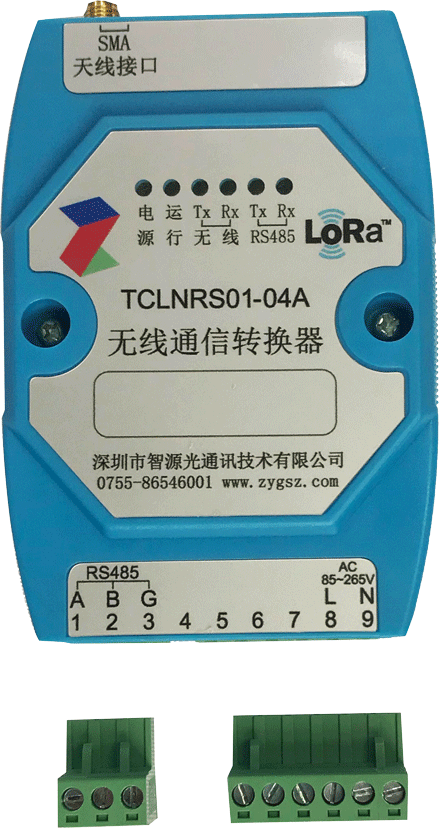 SMA
天线接口
电 运 Tx Rx Tx Rx
源 行 无 线 RS485
LoRa™
TCLNRS01-04A
无线通信转换器
深圳市智源光通讯技术有限公司
0755-86546001 www.zygsz.com
RS485
AC
85~265V
A B G L N
1 2 3 4 5 6 7 8 9